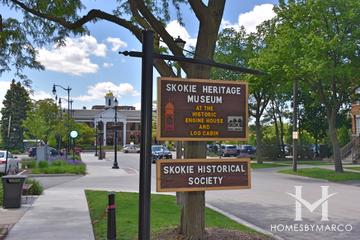 SKOKIE HERITAGE
MUSEUM
AT THE
HISTORIC
ENGINE HOUSE
AND
LOG CABIN
SKOKIE HISTORICAL
SOCIETY
HOMESBYMARCO